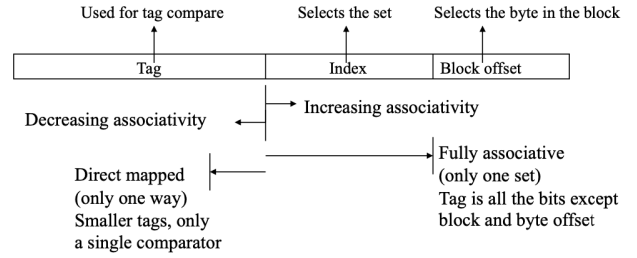 Used for tag compare
Selects the set
Selects the byte in the block
Tag
Index
Block offset
Increasing associativity
Decreasing associativity
Fully associative
(only one set)
Tag is all the bits except
block and byte offset
Direct mapped
(only one way)
Smaller tags, only
a single comparator